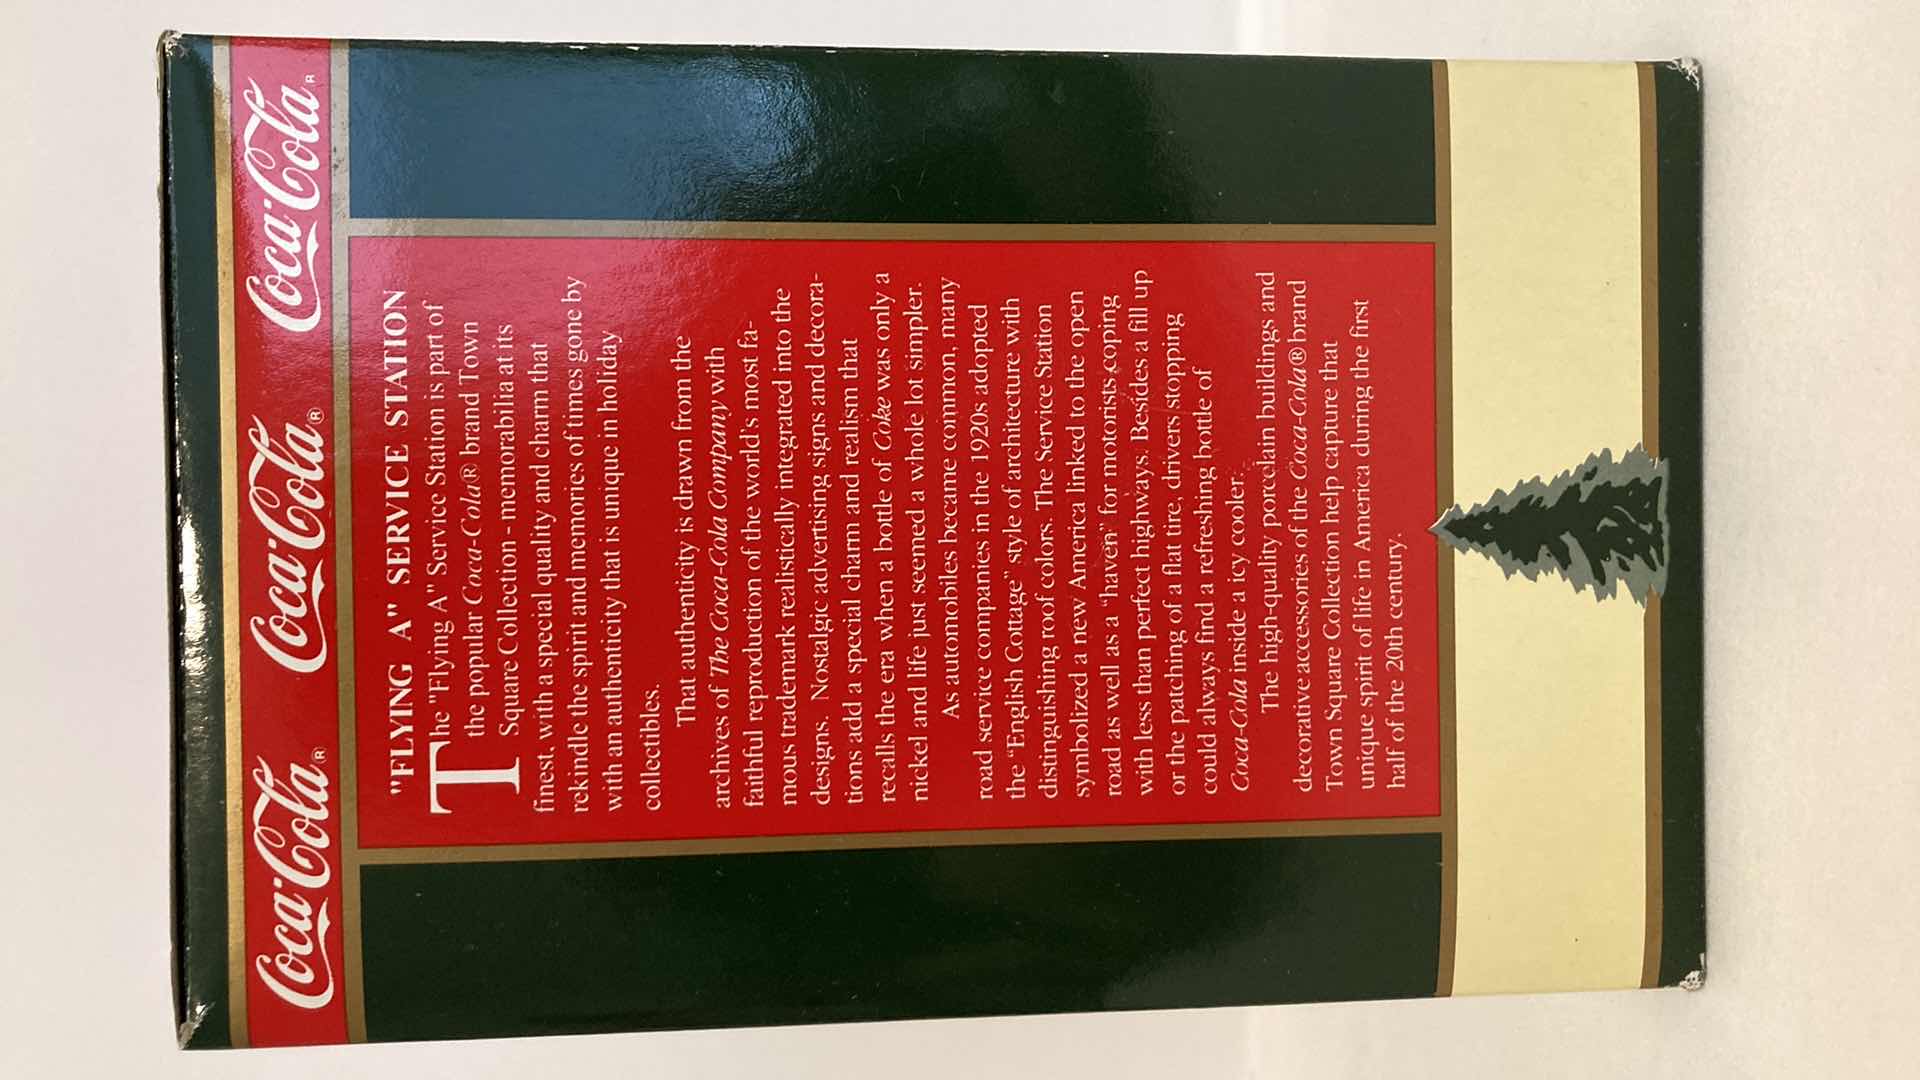 Coca-Cola® Coca-Cola® Coca-Cola®
"FLYING A" SERVICE STATION
The "Flying A" Service Station is part of
the popular Coca-Cola® brand Town
Square Collection - memorabilia at its
finest, with a special quality and charm that
rekindle the spirit and memories of times gone by
with an authenticity that is unique in holiday
collectibles.
That authenticity is drawn from the
archives of The Coca-Cola Company with
faithful reproduction of the world's most fa-
mous trademark realistically integrated into the
designs. Nostalgic advertising signs and decora-
tions add a special charm and realism that
recalls the era when a bottle of Coke was only a
nickel and life just seemed a whole lot simpler.
As automobiles became common, many
road service companies in the 1920s adopted
the "English Cottage" style of architecture with
distinguishing roof colors. The Service Station
symbolized a new America linked to the open
road as well as a "haven" for motorists coping
with less than perfect highways. Besides a fill up
or the patching of a flat tire, drivers stopping
could always find a refreshing bottle of
Coca-Cola inside a icy cooler.
The high-quality porcelain buildings and
decorative accessories of the Coca-Cola® brand
Town Square Collection help capture that
unique spirit of life in America during the first
half of the 20th century.